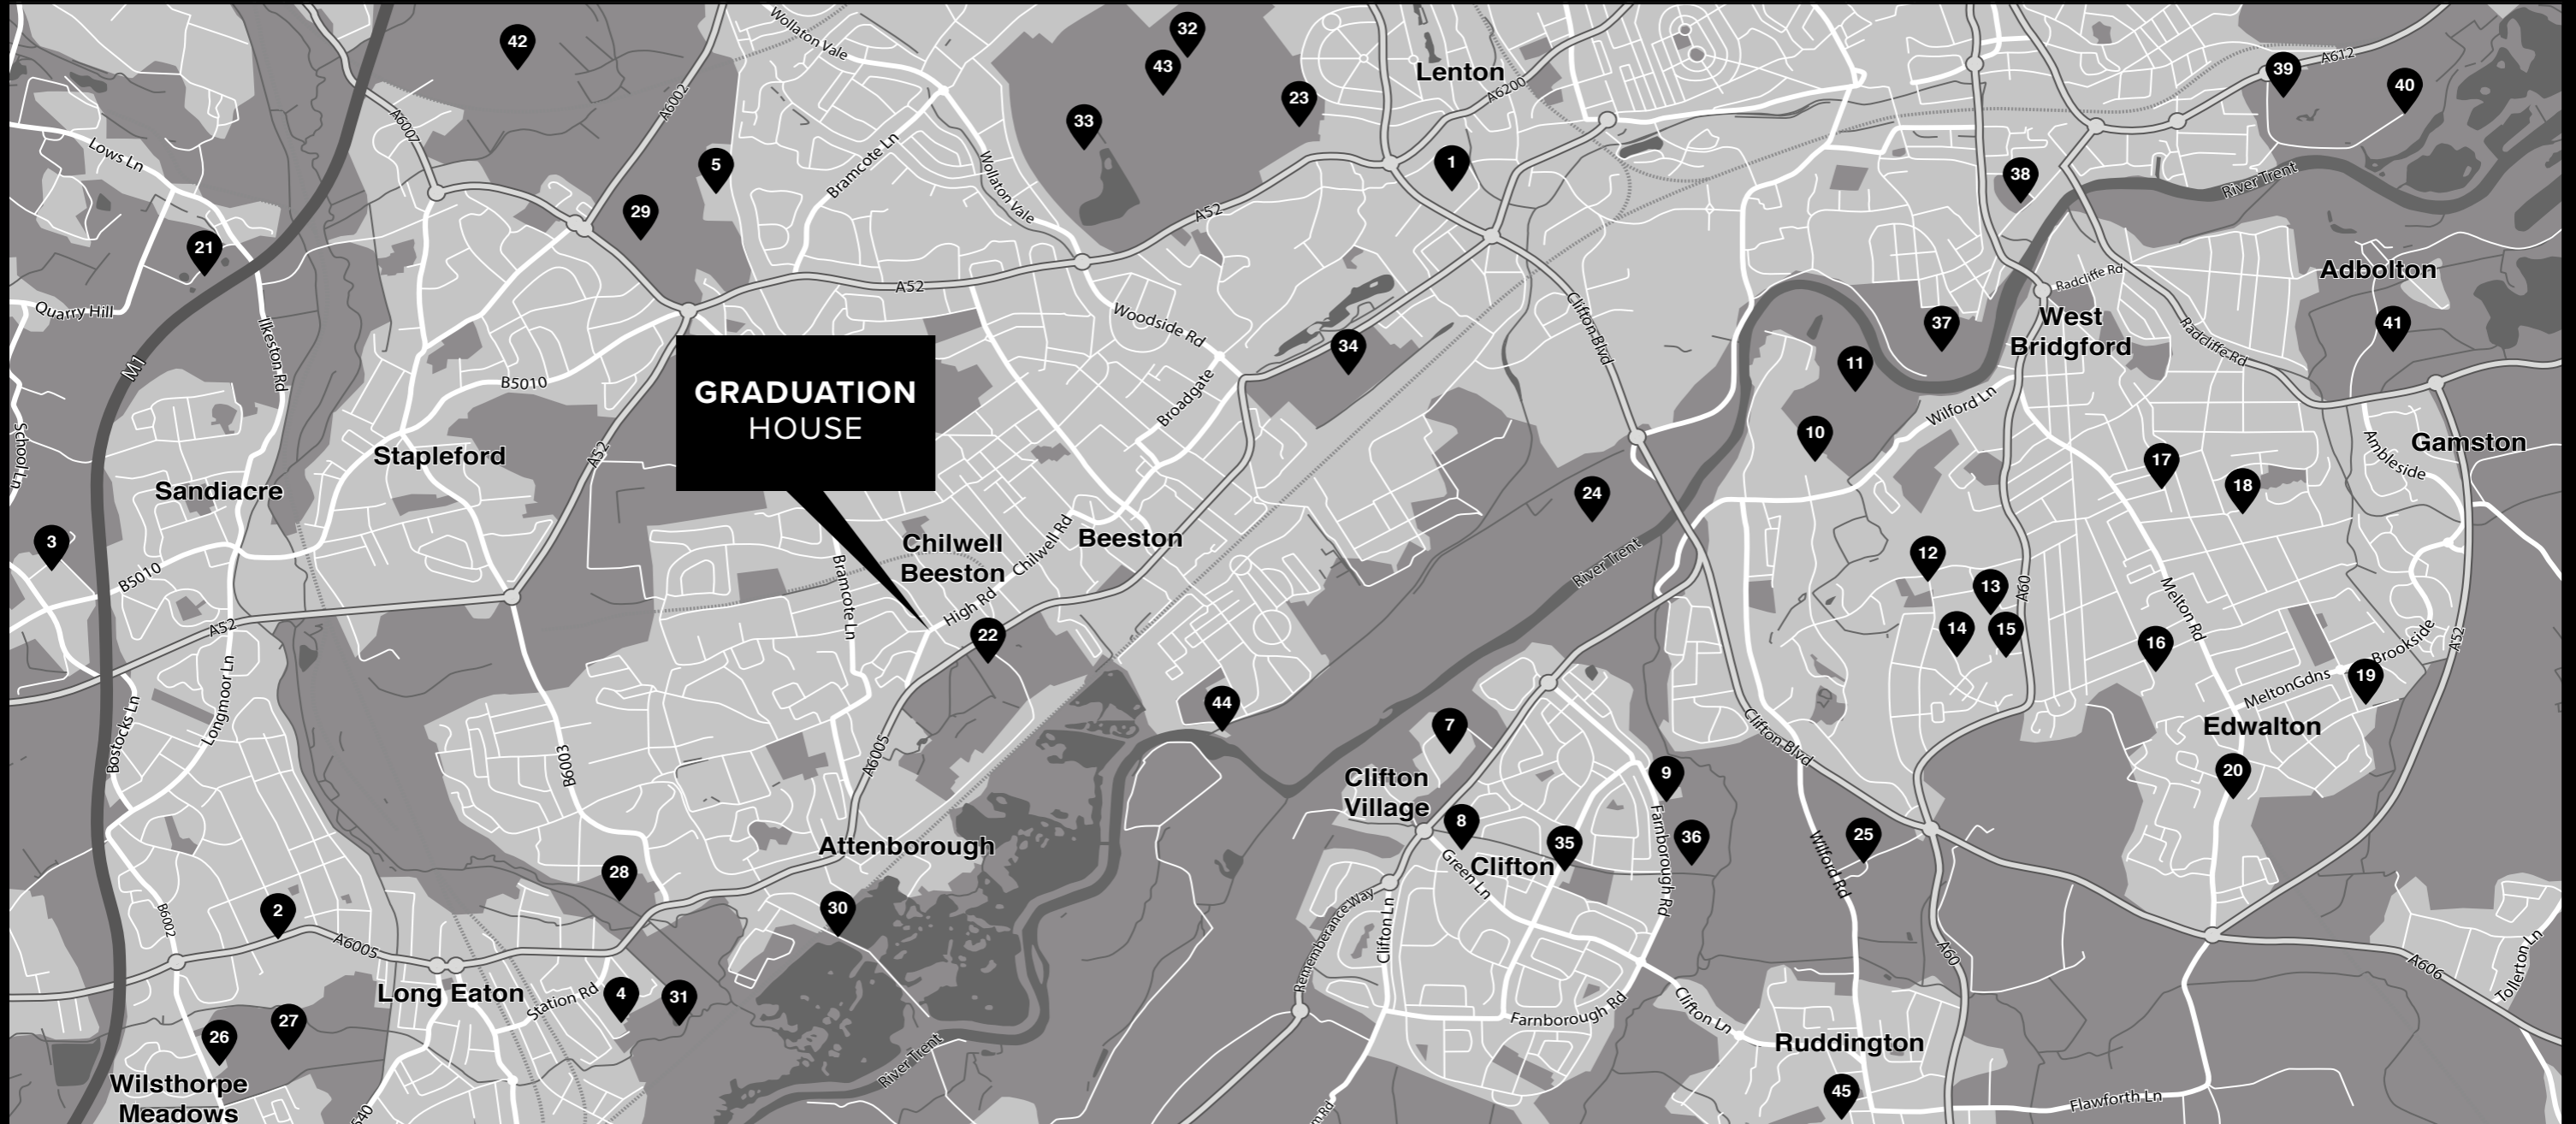 42
32
43
Wollaton Vale
Lenton
39
A612
40
23
A6200
A6002
33
A6007
Lows Ln
5
Bramcote Ln
Wollaton Vale
1
38
River Trent
29
A52
21
Radcliffe Rd
Adbolton
A52
Quarry Hill
Ilkeston Rd
Woodside Rd
Clifton Blvd
37
West
Bridgford
41
Radcliffe Rd
34
M1
11
B5010
GRADUATION
HOUSE
Broadgate
Wilford Ln
10
School Ln
Stapleford
A52
Gamston
Ambleside
17
18
Sandiacre
24
3
Beeston
Chilwell
Beeston
Chilwell Rd
12
B5010
Bramcote Ln
River Trent
13
A60
High Rd
Melton Rd
A52
22
14
15
16
A52
Brookside
Longmoor Ln
44
19
MeltonGdns
Bostocks Ln
7
Edwalton
Clifton Blvd
A6005
B6003
9
20
Clifton
Village
8
36
25
35
Attenborough
Clifton
Green Ln
Farnborough Rd
Wilford Rd
28
2
30
B6002
A6005
Clifton Ln
Rememberance Way
A60
A606
Tollerton Ln
Long Eaton
Station Rd
4
31
Farnborough Rd
Clifton Ln
27
26
Ruddington
River Trent
Wilsthorpe
Meadows
45
Flawforth Ln